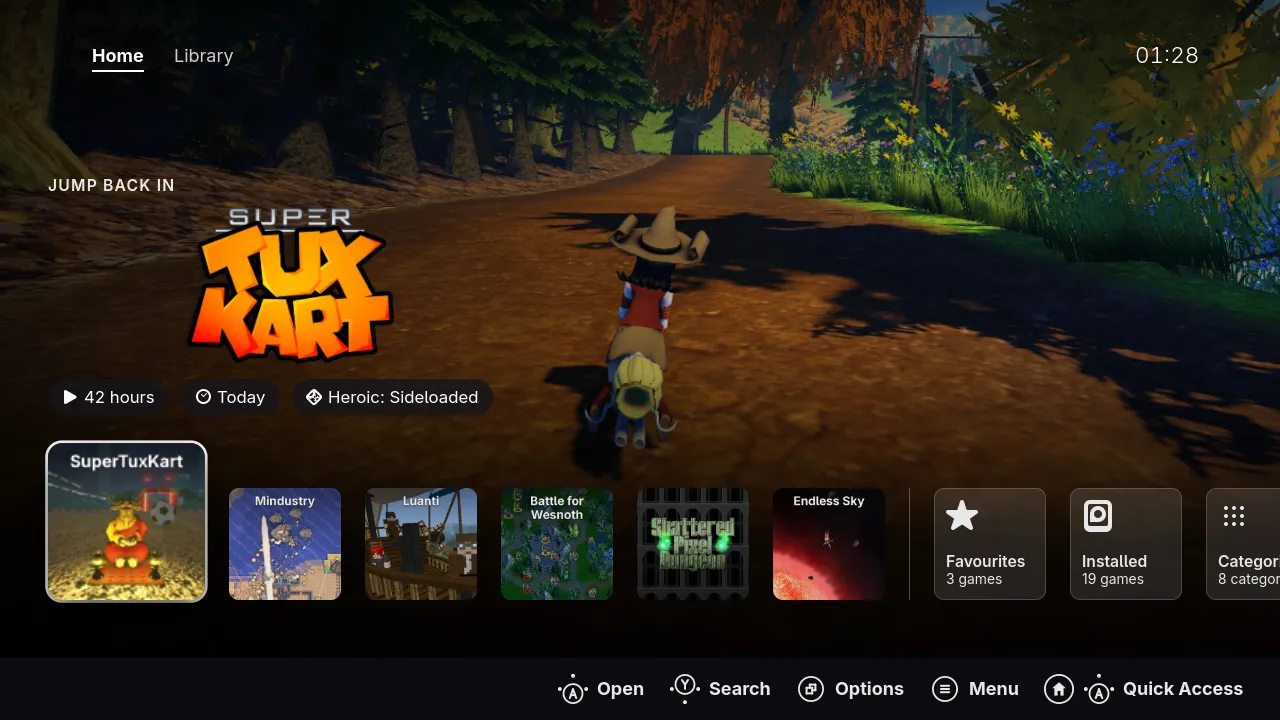 Home
Library
01:28
JUMP BACK IN
SUPER
TUX
KART
42 hours
Today
Heroic: Sideloaded
SuperTuxKart
Mindustry
Luanti
Battle for
Wesnoth
Shattered
Pixel
Dungeon
Endless Sky
Favourites
3 games
Installed
19 games
Categor
8 categor
A Open
Y Search
Options
Menu
A Quick Access